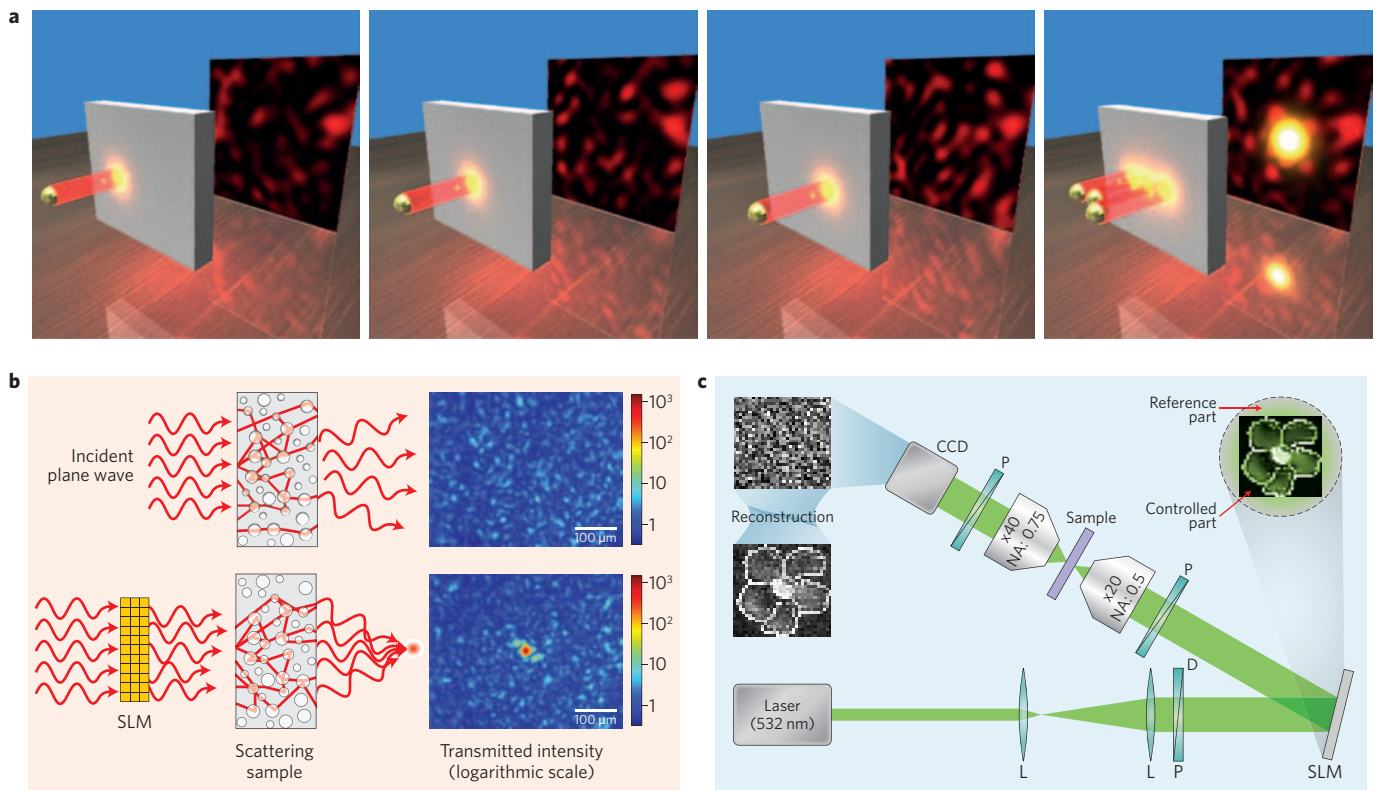 a
b
Incident
plane wave
10³
10²
10
1
100 μm
SLM
Scattering
sample
10³
10²
10
1
100 μm
Transmitted intensity
(logarithmic scale)
c
Reconstruction
CCD
P
x40
NA: 0.75
Sample
x20
NA: 0.5
P
Reference
part
Controlled
part
Laser
(532 nm)
L
L
P
D
SLM